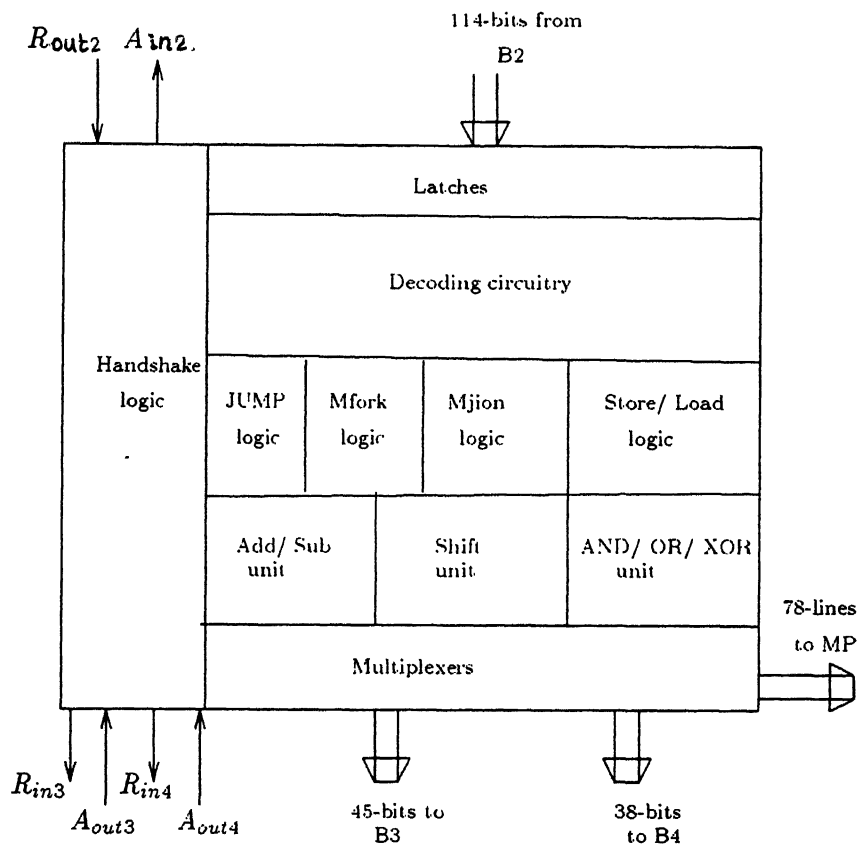 Rout2 Ain2.
114-bits from
B2
Latches
Decoding circuitry
Handshake
logic
JUMP
logic
Mfork
logic
Mjion
logic
Store/ Load
logic
Add/ Sub
unit
Shift
unit
AND/ OR/ XOR
unit
78-lines
to MP
Multiplexers
Rin3
Aout3
Rin4
Aout4
45-bits to
B3
38-bits
to B4